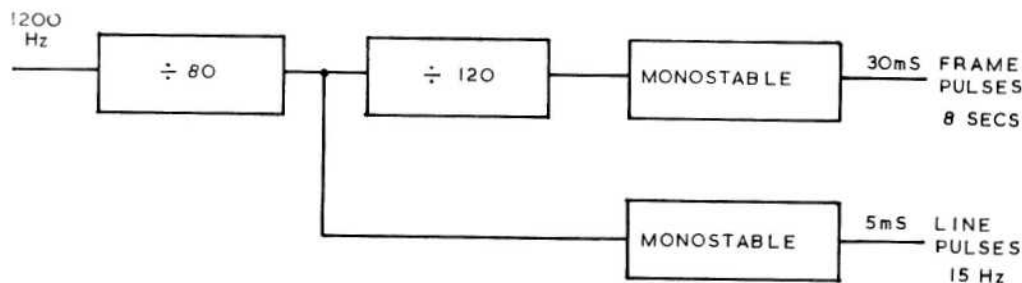 1200
Hz
÷ 80
÷ 120
MONOSTABLE
30mS FRAME
PULSES
8 SECS
MONOSTABLE
5mS LINE
PULSES
15 Hz